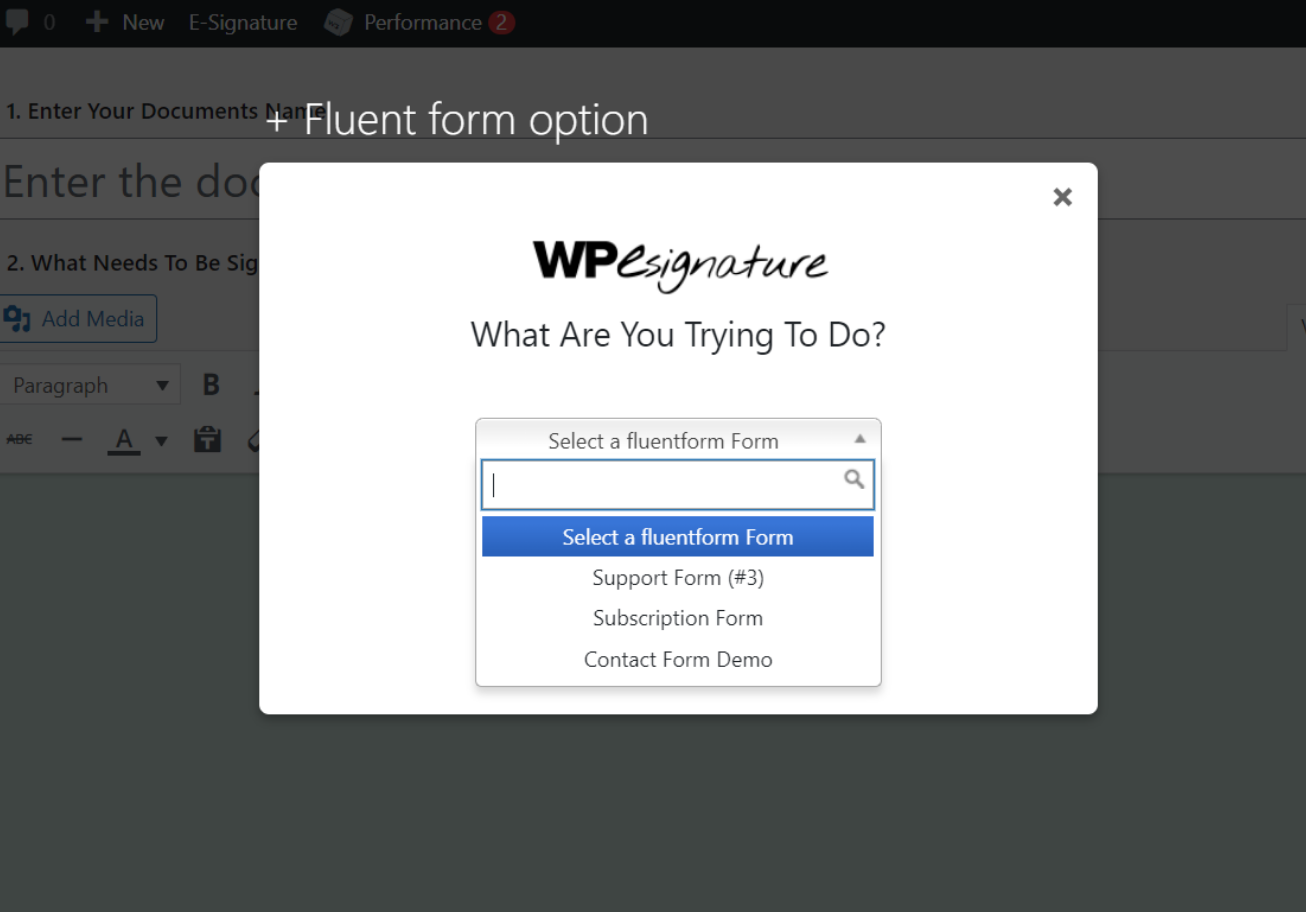 0 New E-Signature Performance 2
1. Enter Your Documents Name
+ Fluent form option
Enter the do
2. What Needs To Be Sig
Add Media
Paragraph B
ABC A T
WPesignature
What Are You Trying To Do?
Select a fluentform Form
Select a fluentform Form
Support Form (#3)
Subscription Form
Contact Form Demo